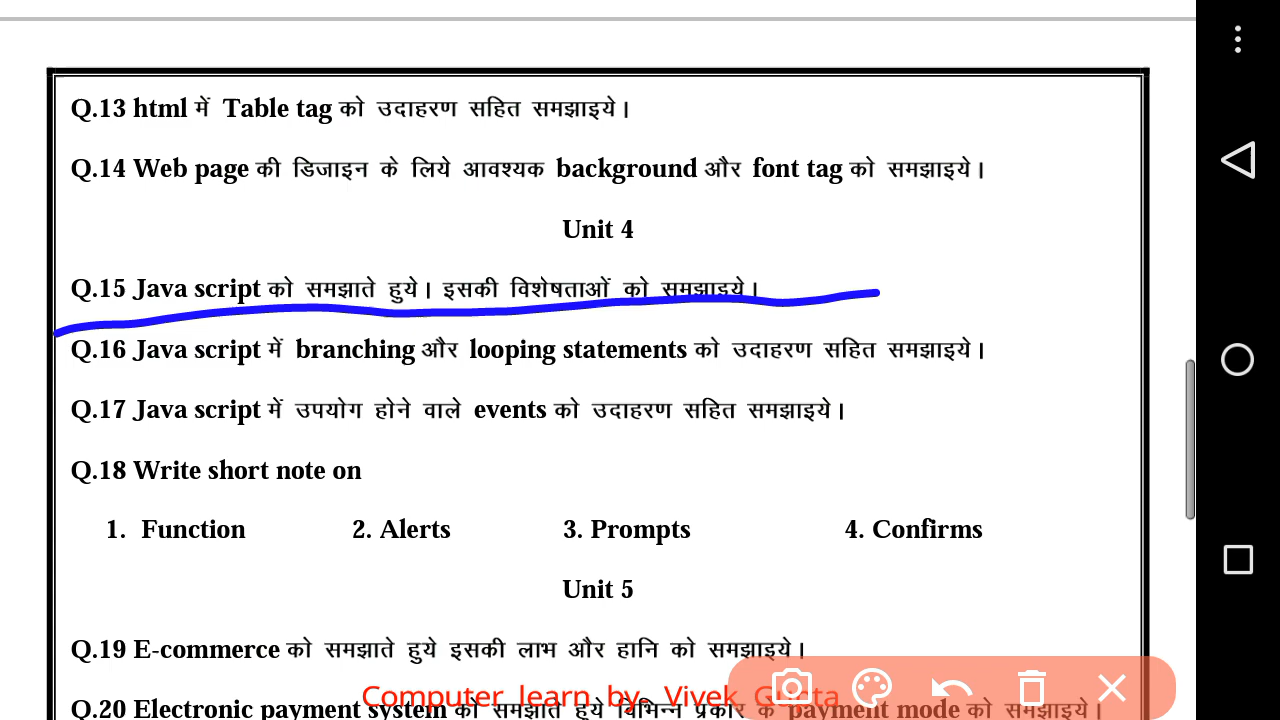 Q.13 html में Table tag को उदाहरण सहित समझाइये।
Q.14 Web page की डिजाइन के लिये आवश्यक background और font tag को समझाइये।
Unit 4
Q.15 Java script को समझाते हुये। इसकी विशेषताओं को समझाइये।
Q.16 Java script में branching और looping statements को उदाहरण सहित समझाइये।
Q.17 Java script में उपयोग होने वाले events को उदाहरण सहित समझाइये।
Q.18 Write short note on
1. Function 2. Alerts 3. Prompts 4. Confirms
Unit 5
Q.19 E-commerce को समझाते हुये इसकी लाभ और हानि को समझाइये।
Computer learn by Vivek Gupta
Q.20 Electronic payment system को समझाते हुये विभिन्न प्रकार के payment mode को समझाइये।